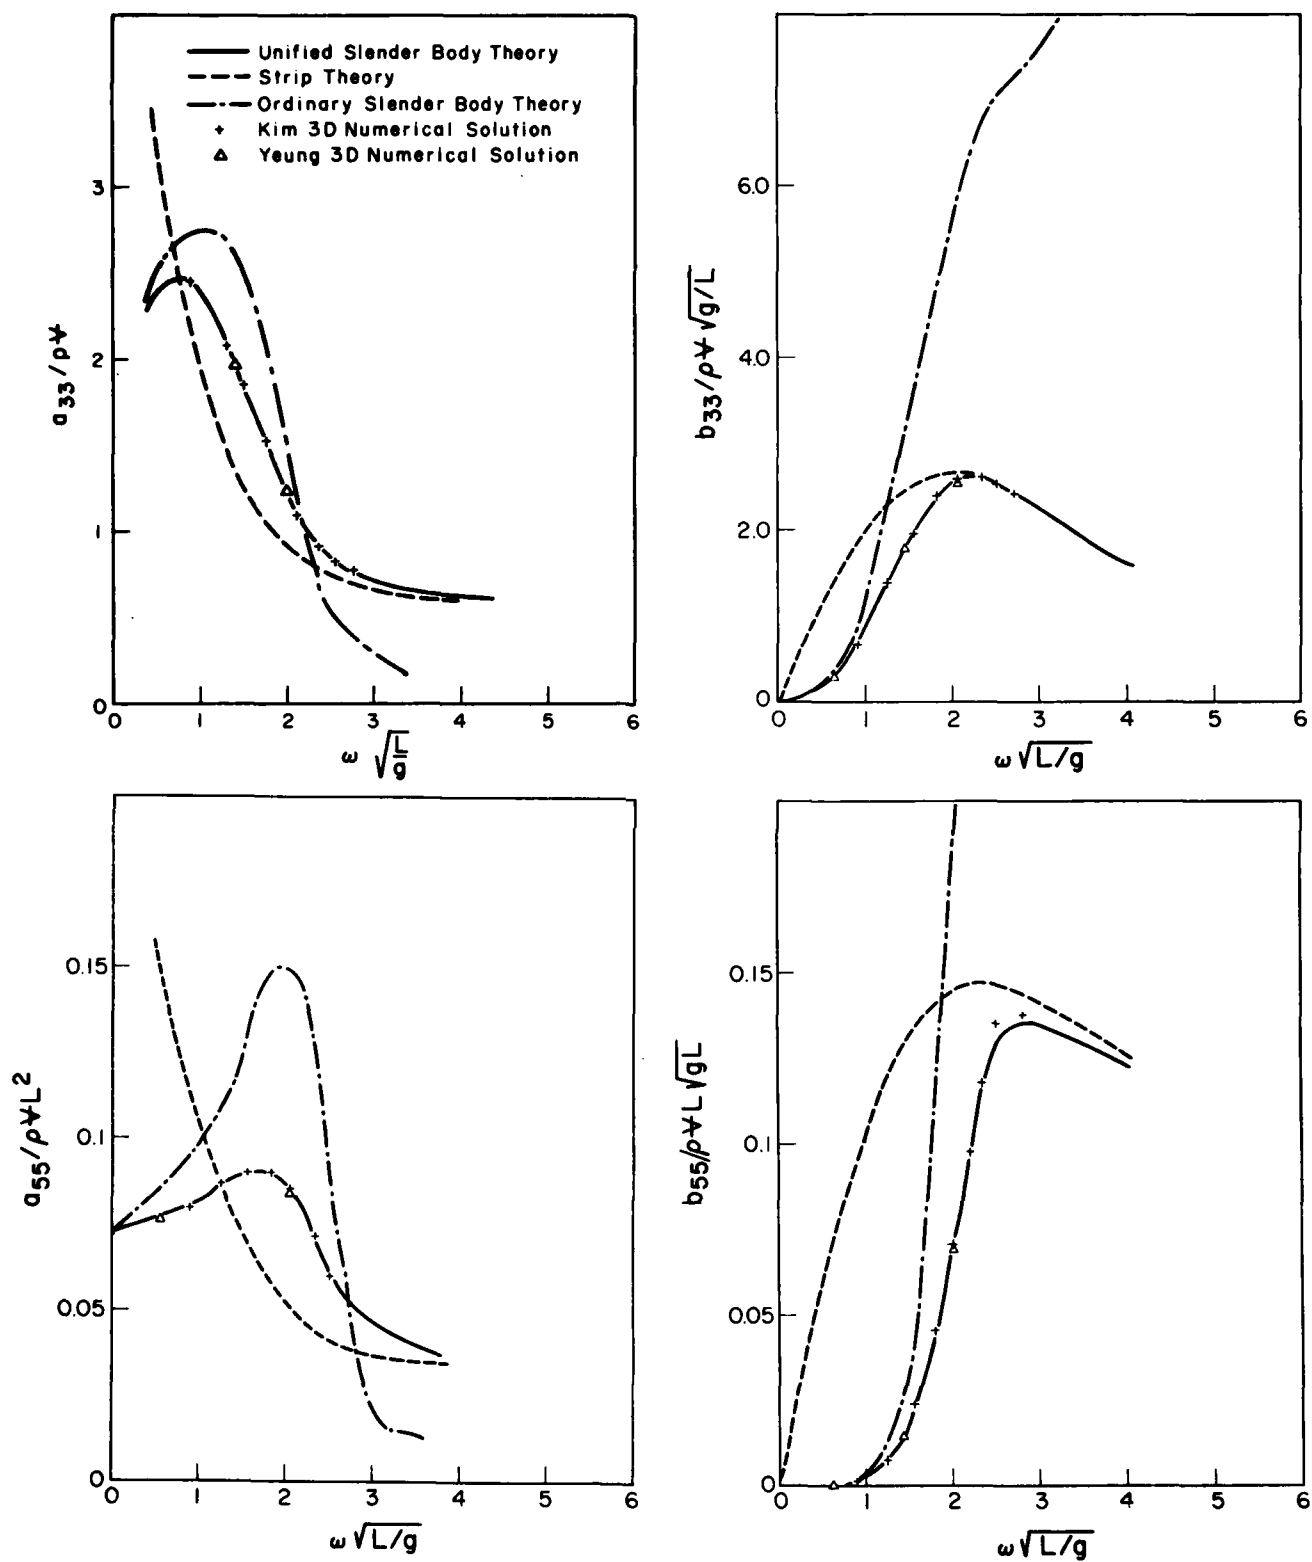 Unified Slender Body Theory
Strip Theory
Ordinary Slender Body Theory
Kim 3D Numerical Solution
Yeung 3D Numerical Solution
3
2
1
0
a33/ρ∀
0 1 2 3 4 5 6
ω √L/g
6.0
4.0
2.0
0
b33/ρ∀√g/L
0 1 2 3 4 5 6
ω√L/g
0.15
0.1
0.05
0
a55/ρ∀L²
0 1 2 3 4 5 6
ω√L/g
0.15
0.1
0.05
0
b55/ρ∀L√gL
0 1 2 3 4 5 6
ω√L/g